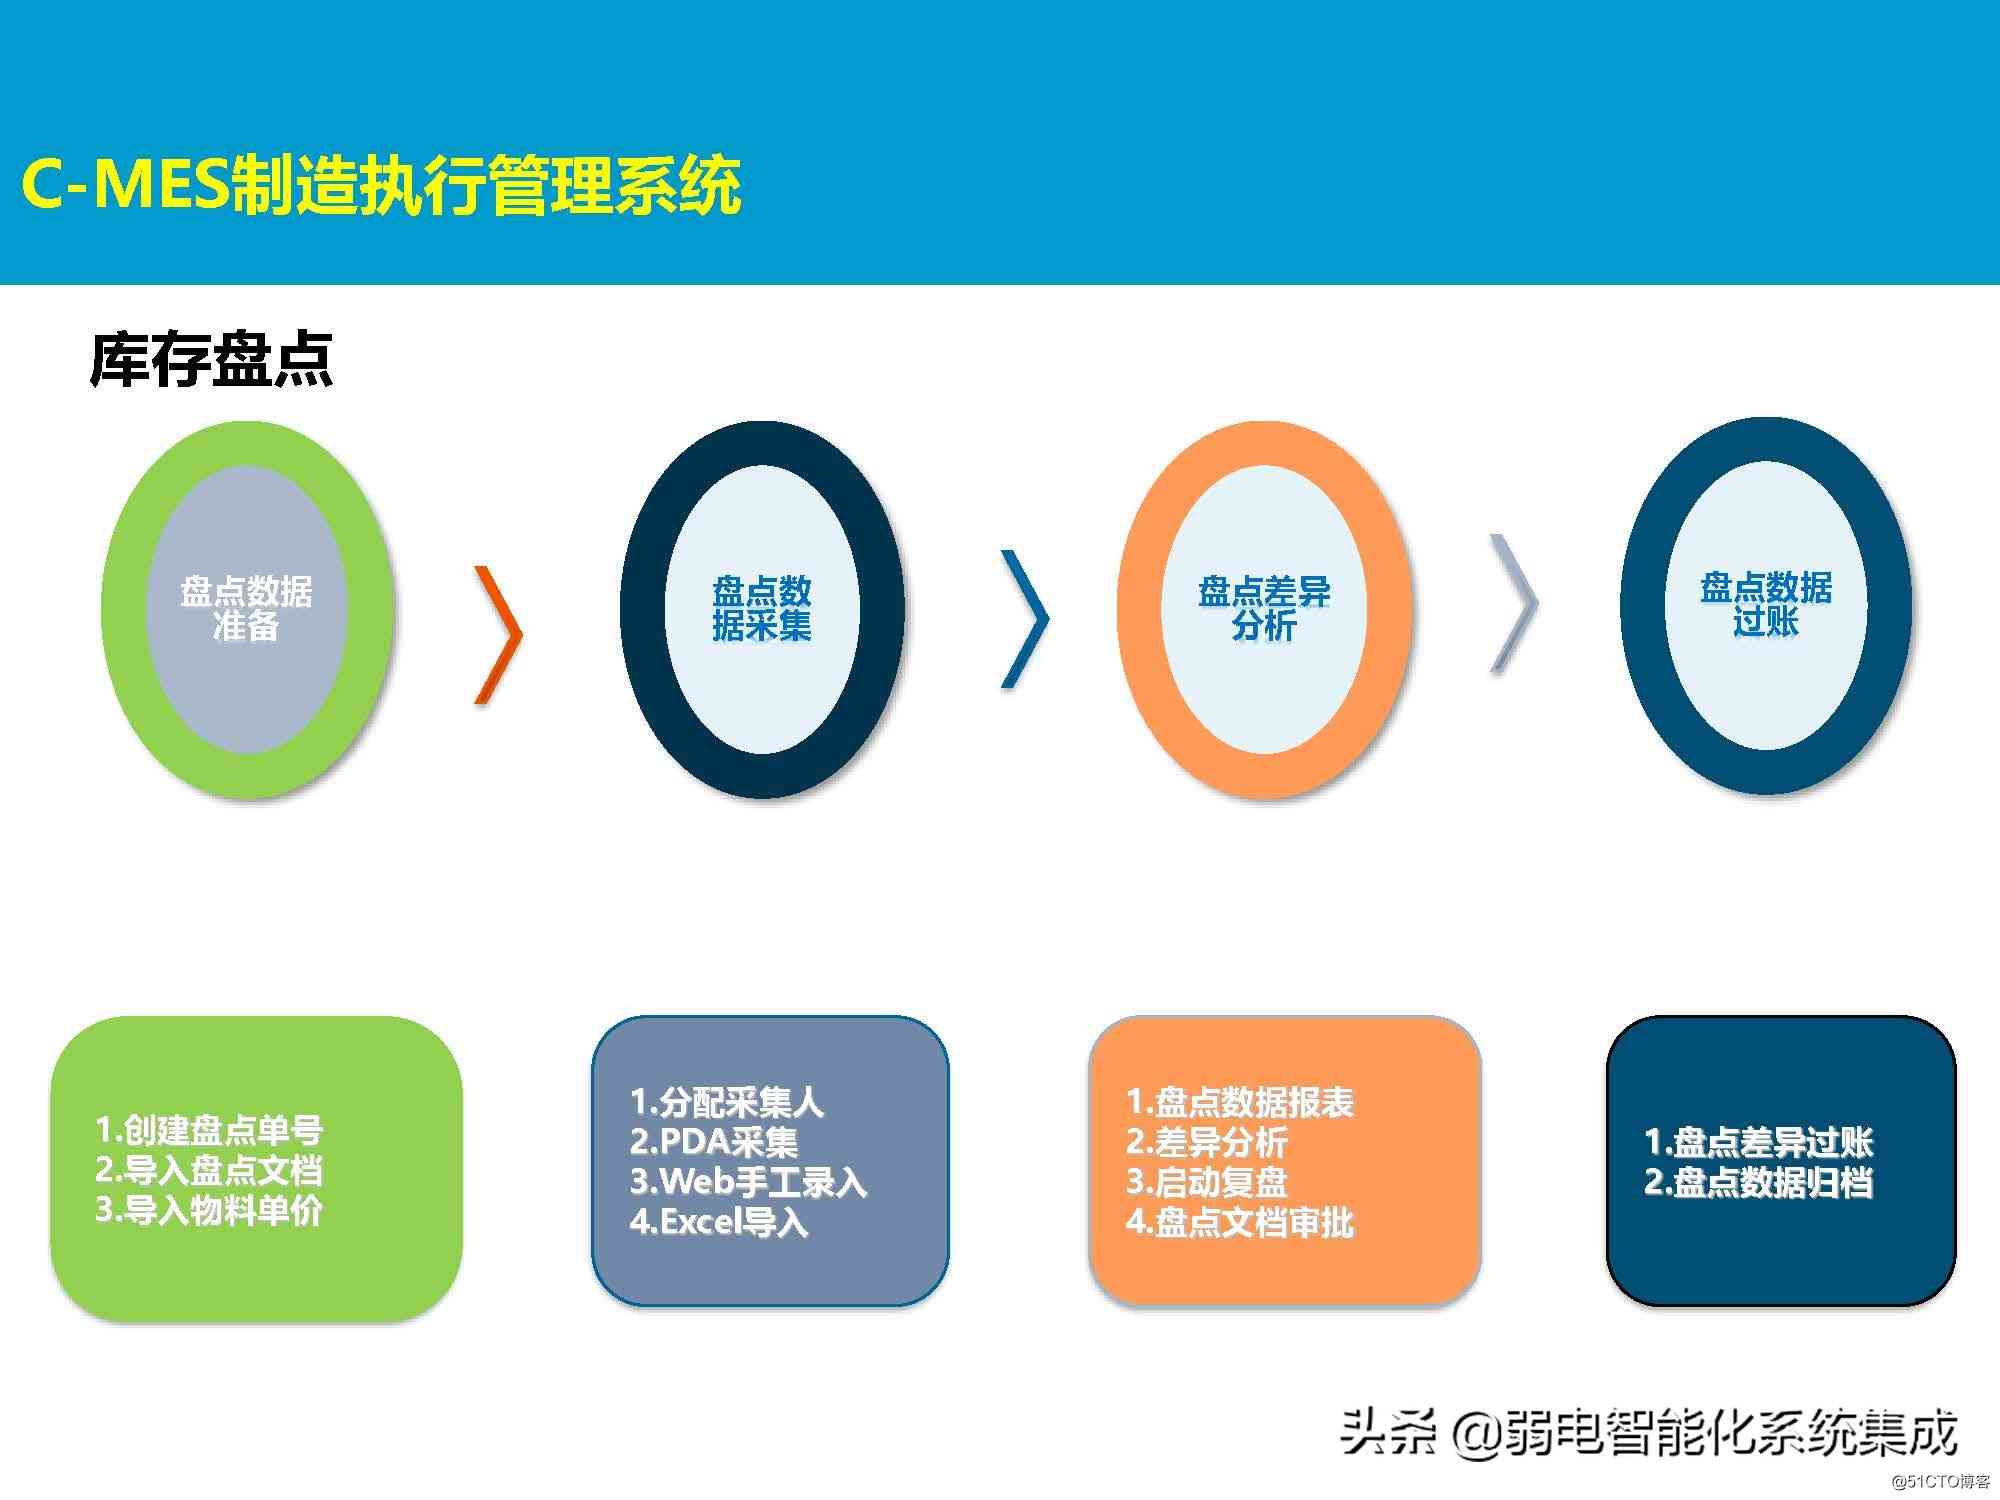 C-MES制造执行管理系统
库存盘点
盘点数据
准备
盘点数
据采集
盘点差异
分析
盘点数据
过账
1.创建盘点单号
2.导入盘点文档
3.导入物料单价
1.分配采集人
2.PDA采集
3.Web手工录入
4.Excel导入
1.盘点数据报表
2.差异分析
3.启动复盘
4.盘点文档审批
1.盘点差异过账
2.盘点数据归档
头条 @弱电智能化系统集成
@51CTO博客